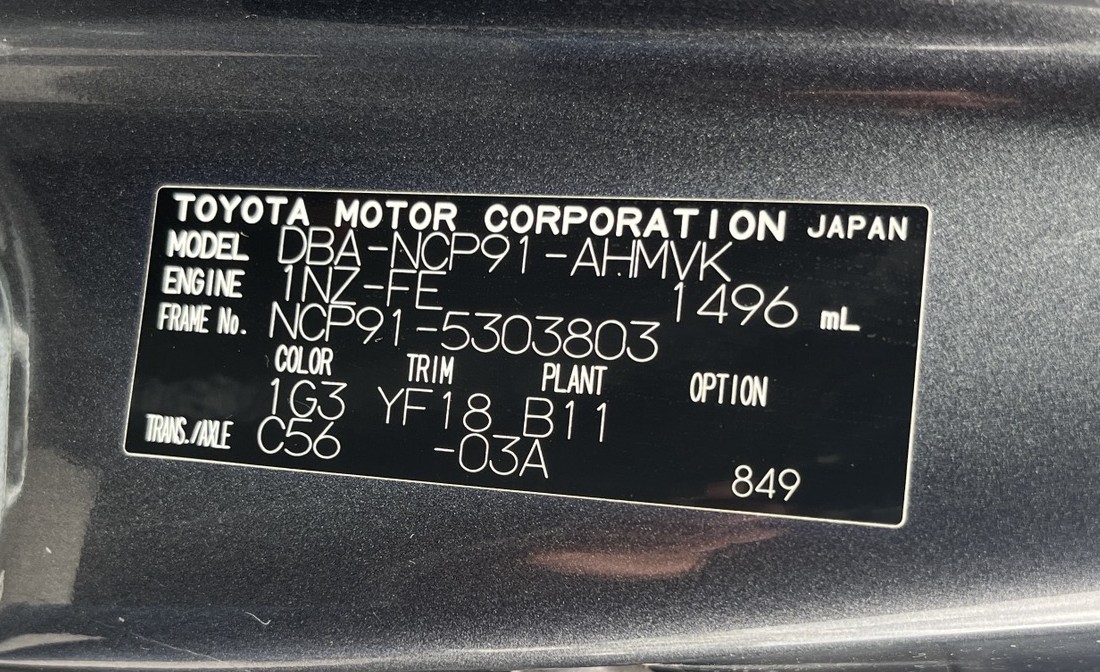 TOYOTA MOTOR CORPORATION JAPAN
MODEL DBA-NCP91-AHMVK
ENGINE 1NZ-FE 1496 mL
FRAME No. NCP91-5303803
COLOR TRIM PLANT OPTION
1G3 YF18 B11
TRANS./AXLE C56 -03A 849